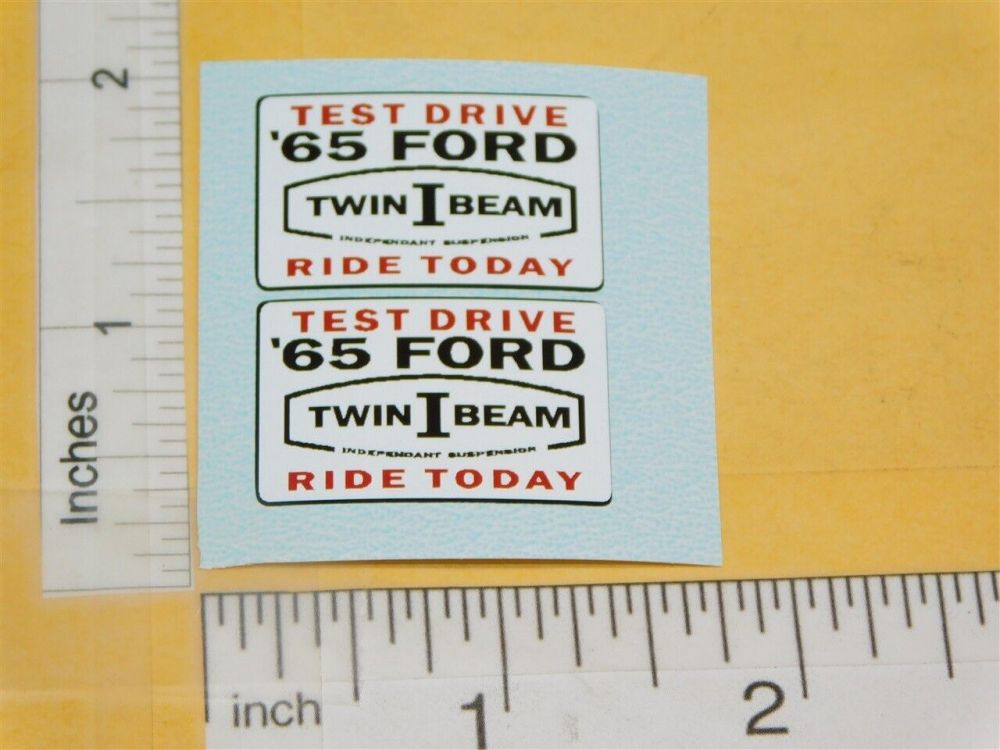 2
1
Inches
TEST DRIVE
'65 FORD
TWIN I BEAM
INDEPENDANT SUSPENSION
RIDE TODAY
TEST DRIVE
'65 FORD
TWIN I BEAM
INDEPENDANT SUSPENSION
RIDE TODAY
inch 1 2